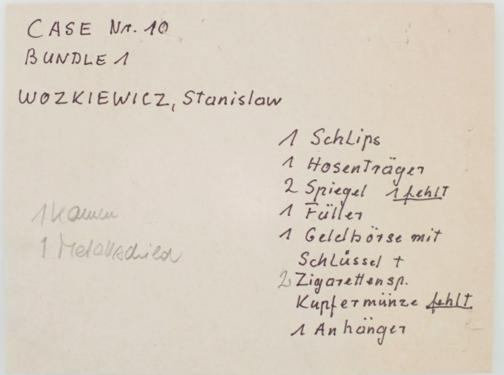 CASE Nr. 10
BUNDLE 1
WOZKIEWICZ, Stanislaw
1 Schlips
1 Hosenträger
2 Spiegel 1 fehlt
1 Füller
1 Geldbörse mit
Schlüssel +
2 Zigarettensp.
Kupfermünze fehlt
1 Anhänger
1 Kamm
1 Metallschild